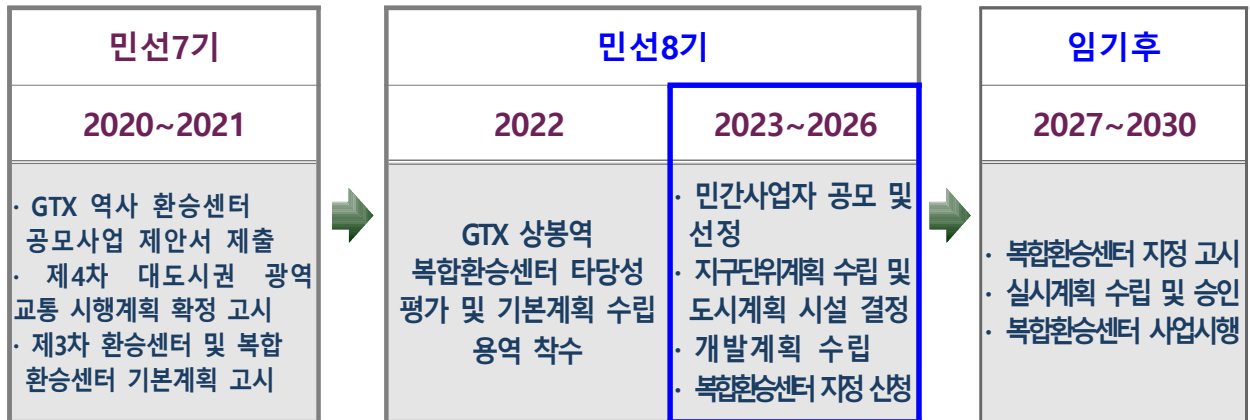 민선7기
2020~2021
· GTX 역사 환승센터
공모사업 제안서 제출
· 제4차 대도시권 광역
교통 시행계획 확정 고시
· 제3차 환승센터 및 복합
환승센터 기본계획 고시
민선8기
2022
GTX 상봉역
복합환승센터 타당성
평가 및 기본계획 수립
용역 착수
2023~2026
· 민간사업자 공모 및
선정
· 지구단위계획 수립 및
도시계획 시설 결정
· 개발계획 수립
· 복합환승센터 지정 신청
임기후
2027~2030
· 복합환승센터 지정 고시
· 실시계획 수립 및 승인
· 복합환승센터 사업시행